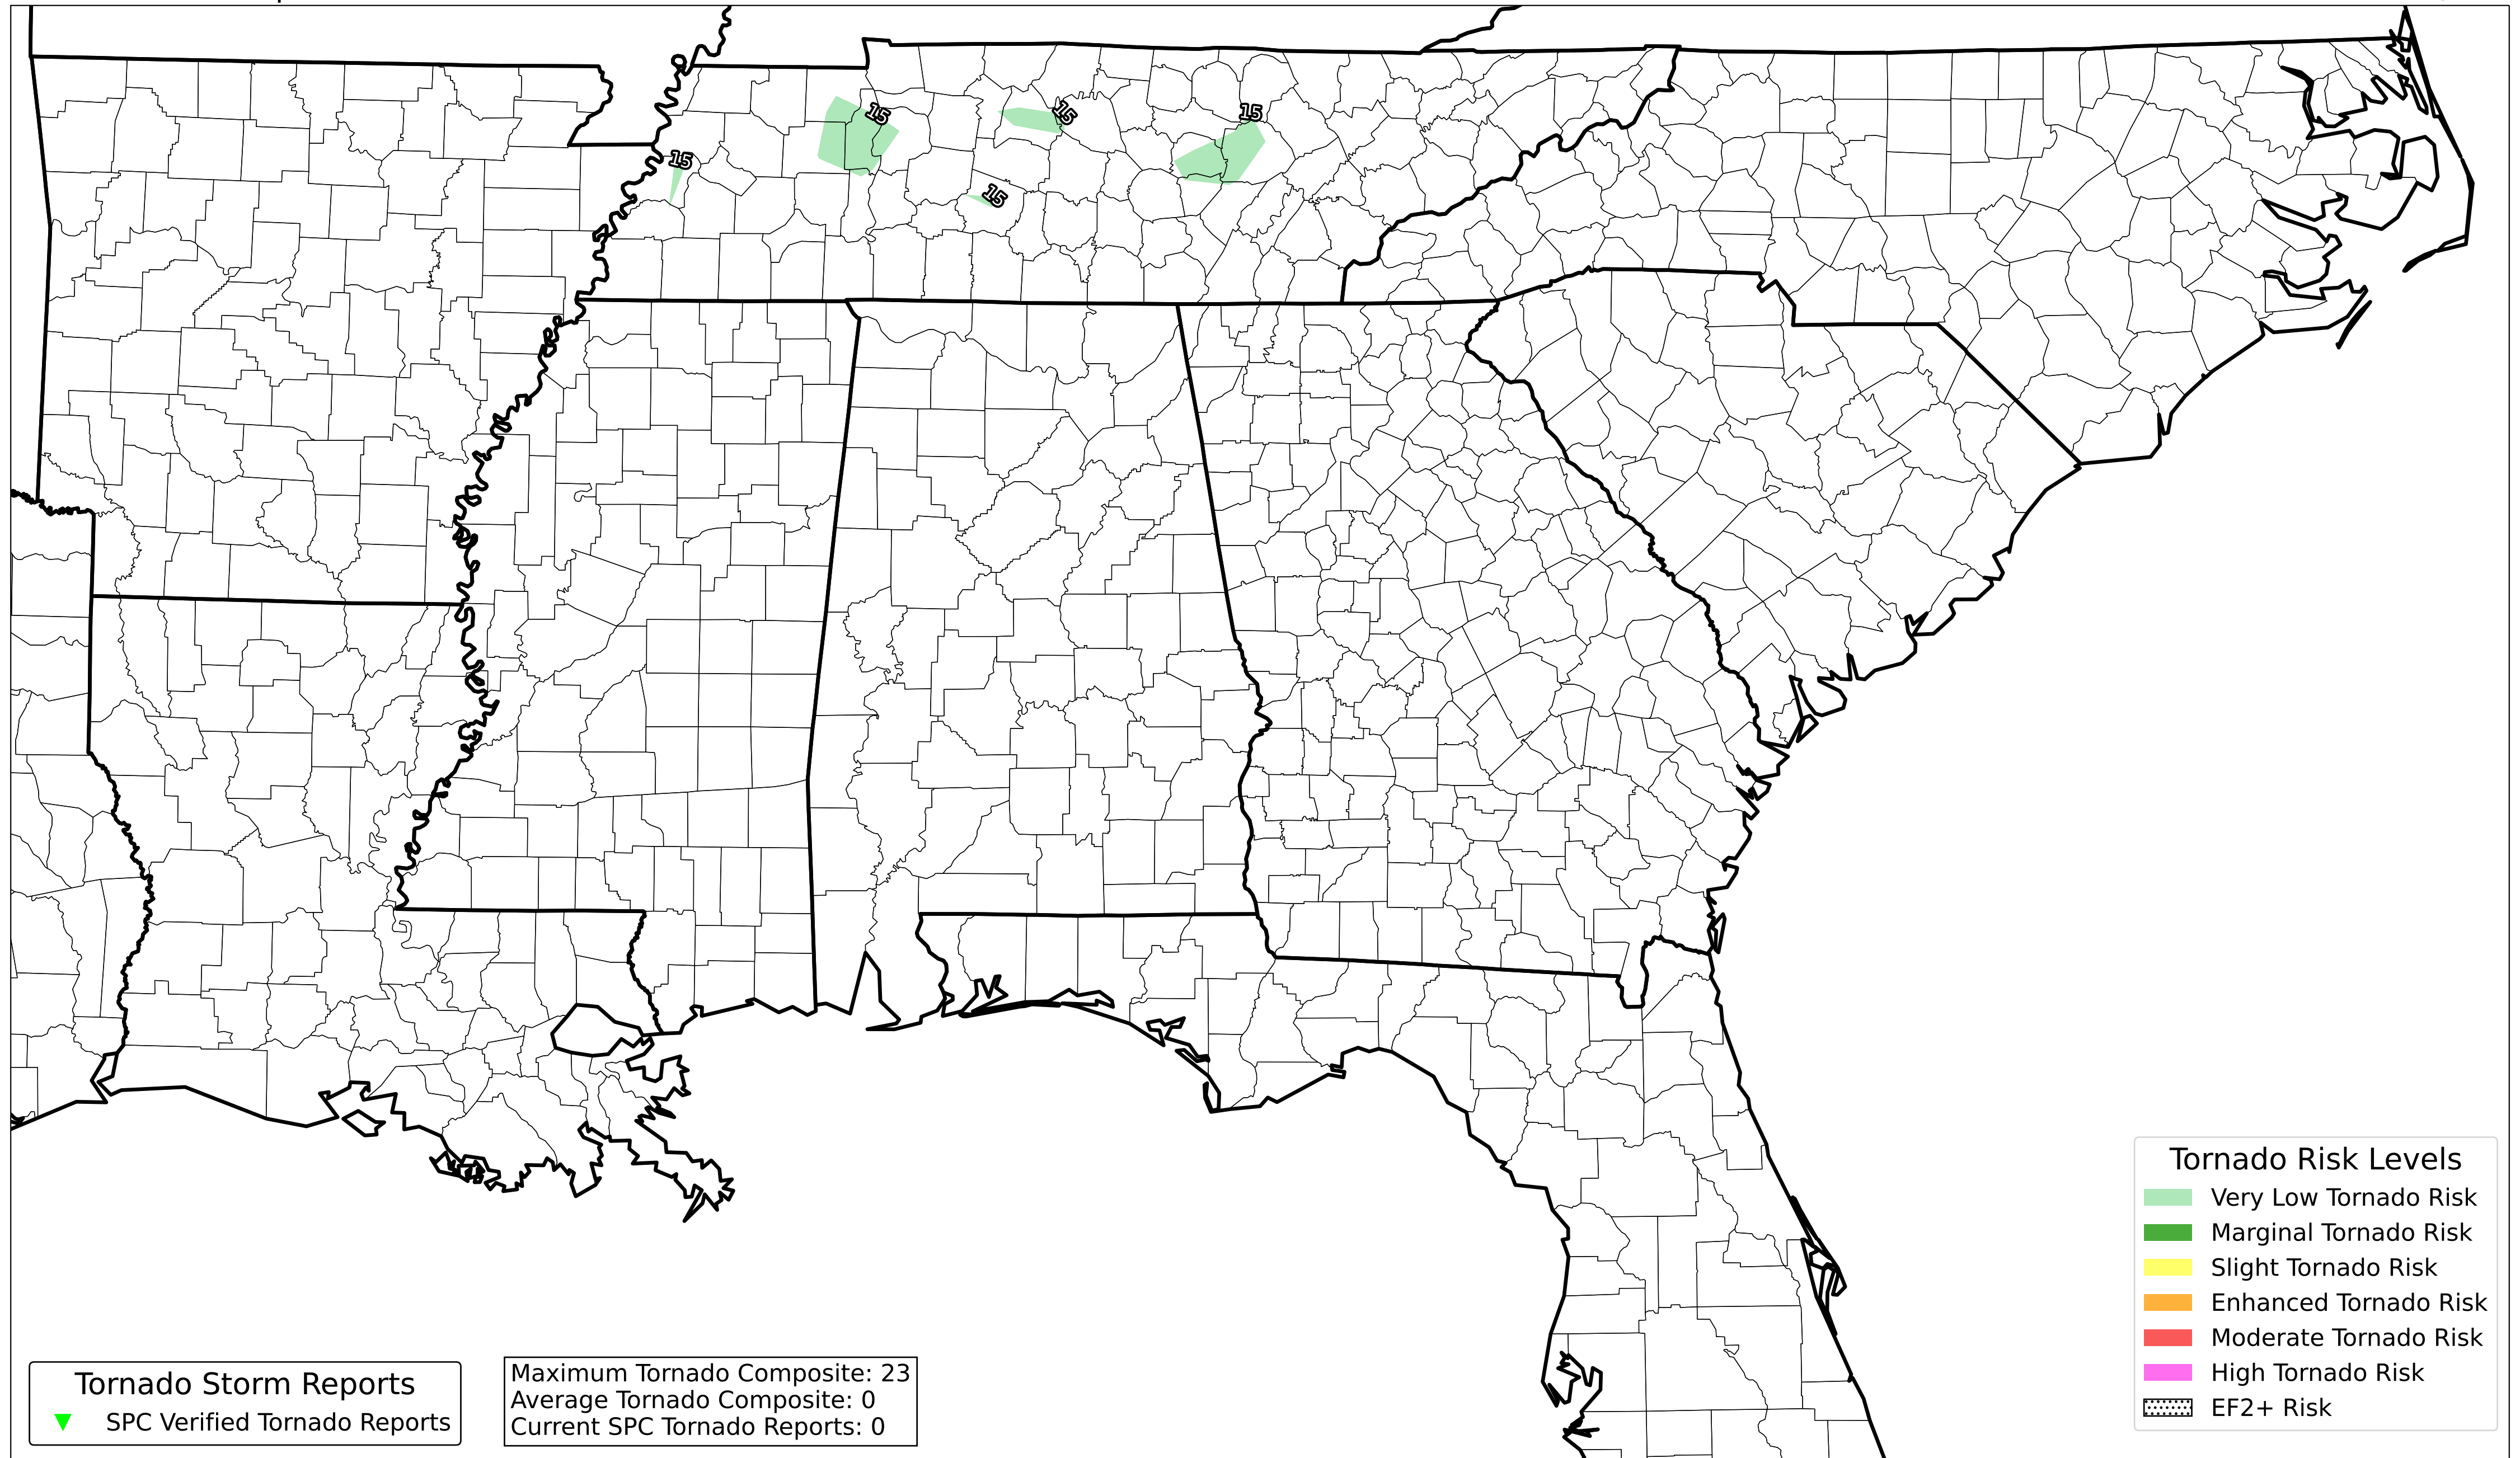 15
15
15
15
15
Tornado Risk Levels
Very Low Tornado Risk
Marginal Tornado Risk
Slight Tornado Risk
Enhanced Tornado Risk
Moderate Tornado Risk
High Tornado Risk
EF2+ Risk
Tornado Storm Reports
SPC Verified Tornado Reports
Maximum Tornado Composite: 23
Average Tornado Composite: 0
Current SPC Tornado Reports: 0